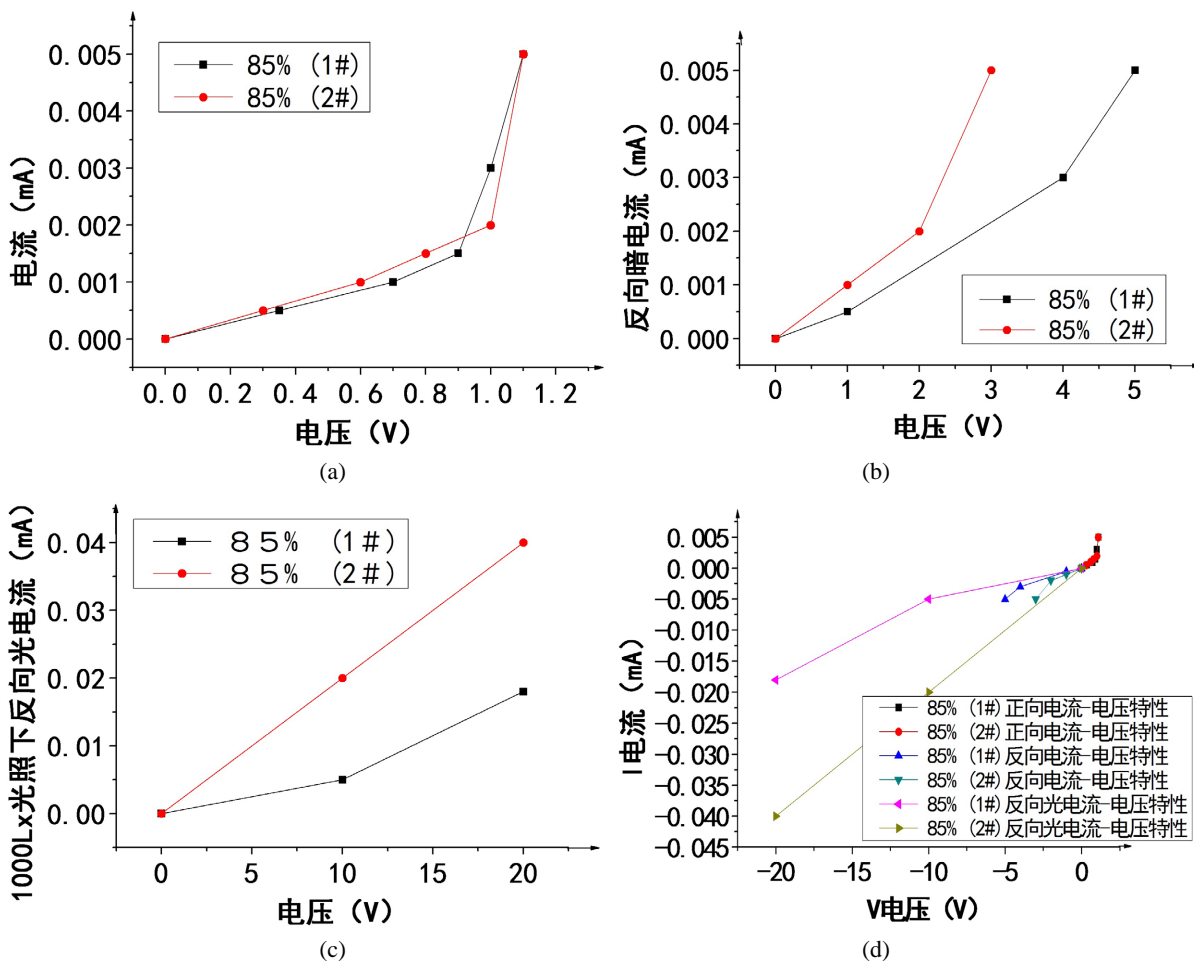 85% (1#)
85% (2#)
0.005
0.004
0.003
0.002
0.001
0.000
电流 (mA)
0.0 0.2 0.4 0.6 0.8 1.0 1.2
电压 (V)
(a)
0.005
0.004
0.003
0.002
0.001
0.000
反向暗电流 (mA)
85% (1#)
85% (2#)
0 1 2 3 4 5
电压 (V)
(b)
85% (1#)
85% (2#)
0.04
0.03
0.02
0.01
0.00
1000Lx光照下反向光电流 (mA)
0 5 10 15 20
电压 (V)
(c)
0.005
0.000
-0.005
-0.010
-0.015
-0.020
-0.025
-0.030
-0.035
-0.040
-0.045
I电流 (mA)
85% (1#)正向电流-电压特性
85% (2#)正向电流-电压特性
85% (1#)反向电流-电压特性
85% (2#)反向电流-电压特性
85% (1#)反向光电流-电压特性
85% (2#)反向光电流-电压特性
-20 -15 -10 -5 0
V电压 (V)
(d)